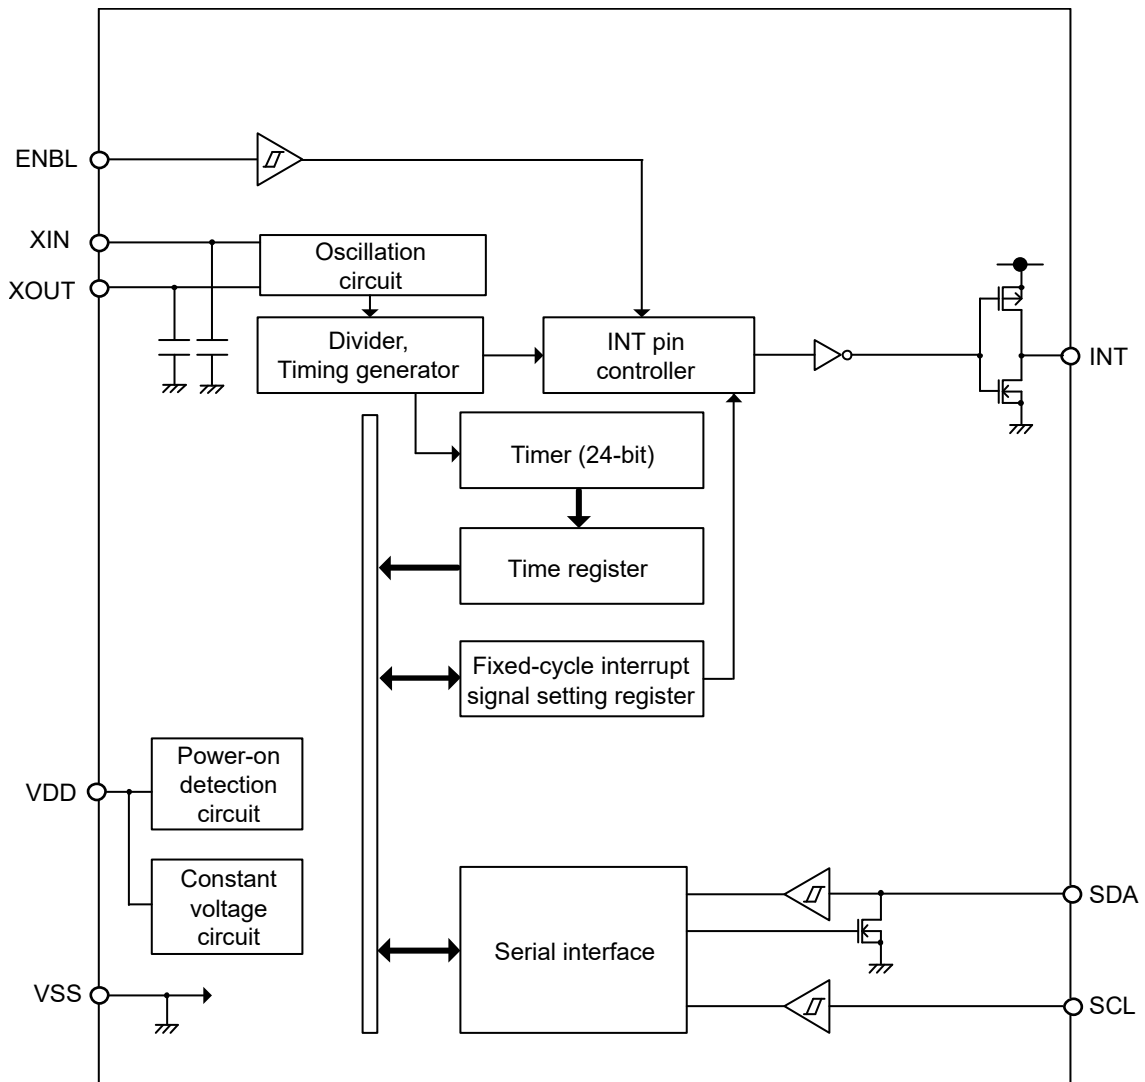 ENBL
XIN
XOUT
Oscillation
circuit
Divider,
Timing generator
INT pin
controller
INT
Timer (24-bit)
Time register
Fixed-cycle interrupt
signal setting register
VDD
Power-on
detection
circuit
Constant
voltage
circuit
VSS
Serial interface
SDA
SCL